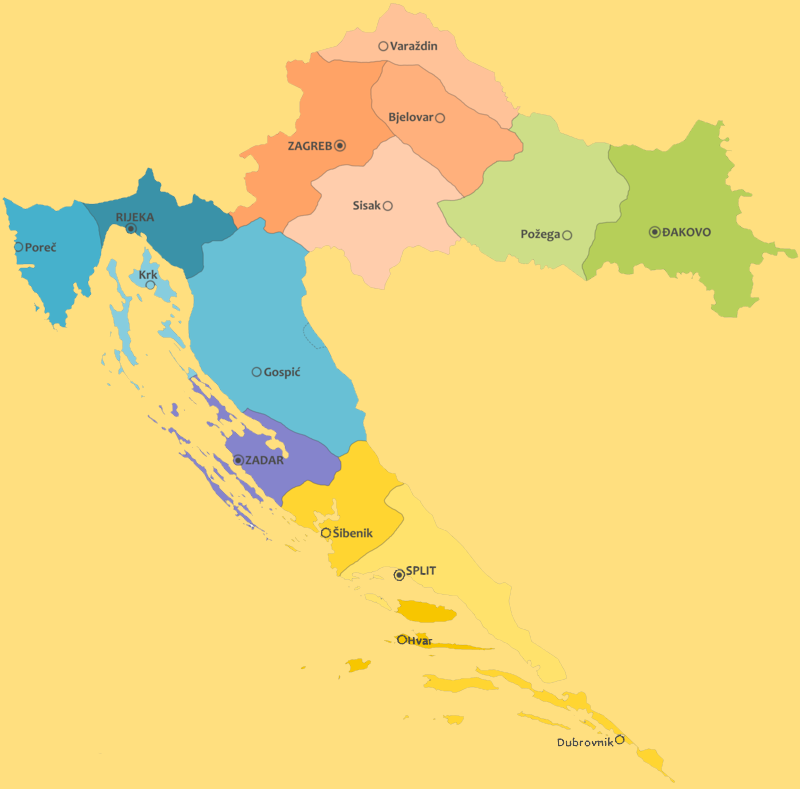 Varaždin
Bjelovar
ZAGREB
Sisak
RIJEKA
Požega
ĐAKOVO
Poreč
Krk
Gospić
ZADAR
Šibenik
SPLIT
Hvar
Dubrovnik